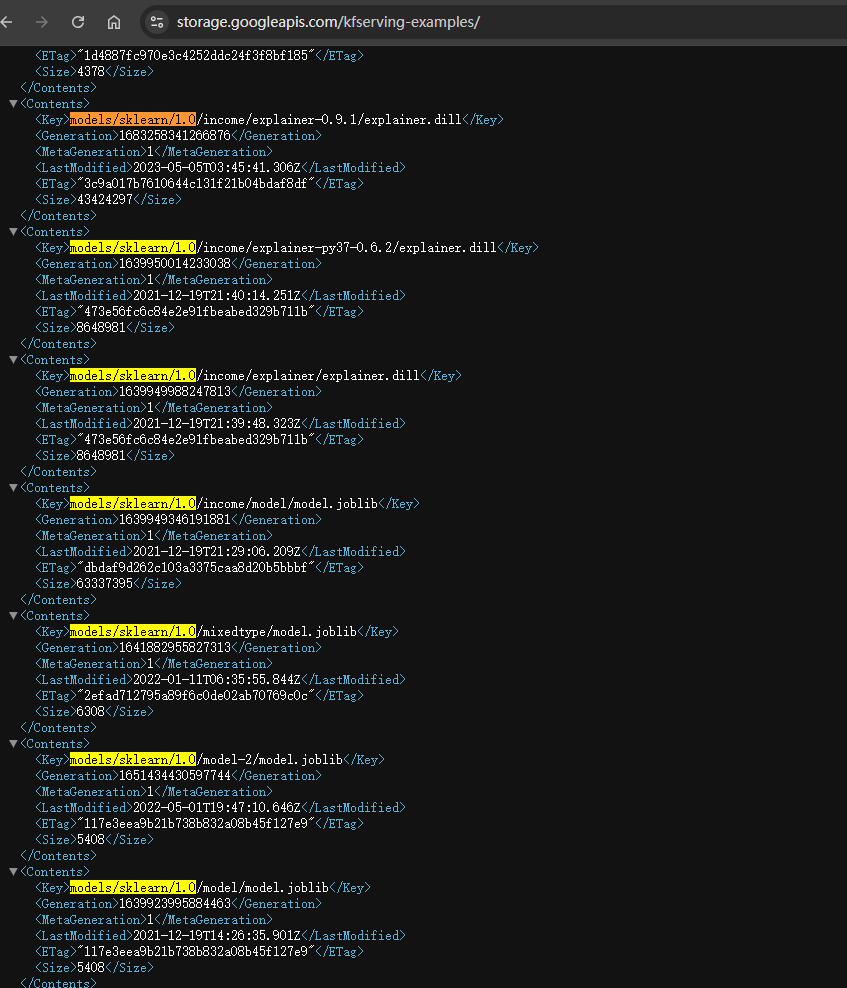 storage.googleapis.com/kfserving-examples/
<ETag>"1d4887fc970e3c4252ddc24f3f8bf185"</ETag>
<Size>4378</Size>
</Contents>
▼<Contents>
<Key>models/sklearn/1.0/income/explainer-0.9.1/explainer.dill</Key>
<Generation>1683258341266876</Generation>
<MetaGeneration>1</MetaGeneration>
<LastModified>2023-05-05T03:45:41.306Z</LastModified>
<ETag>"3c9a017b7610644c131f21b04bdaf8df"</ETag>
<Size>43424297</Size>
</Contents>
▼<Contents>
<Key>models/sklearn/1.0/income/explainer-py37-0.6.2/explainer.dill</Key>
<Generation>1639950014233038</Generation>
<MetaGeneration>1</MetaGeneration>
<LastModified>2021-12-19T21:40:14.251Z</LastModified>
<ETag>"473e56fc6c84e2e91fbeabed329b711b"</ETag>
<Size>8648981</Size>
</Contents>
▼<Contents>
<Key>models/sklearn/1.0/income/explainer/explainer.dill</Key>
<Generation>1639949988247813</Generation>
<MetaGeneration>1</MetaGeneration>
<LastModified>2021-12-19T21:39:48.323Z</LastModified>
<ETag>"473e56fc6c84e2e91fbeabed329b711b"</ETag>
<Size>8648981</Size>
</Contents>
▼<Contents>
<Key>models/sklearn/1.0/income/model/model.joblib</Key>
<Generation>1639949346191881</Generation>
<MetaGeneration>1</MetaGeneration>
<LastModified>2021-12-19T21:29:06.209Z</LastModified>
<ETag>"dbdaf9d262c103a3375caa8d20b5bbbf"</ETag>
<Size>63337395</Size>
</Contents>
▼<Contents>
<Key>models/sklearn/1.0/mixedtype/model.joblib</Key>
<Generation>1641882955827313</Generation>
<MetaGeneration>1</MetaGeneration>
<LastModified>2022-01-11T06:35:55.844Z</LastModified>
<ETag>"2efad712795a89f6c0de02ab70769c0c"</ETag>
<Size>6308</Size>
</Contents>
▼<Contents>
<Key>models/sklearn/1.0/model-2/model.joblib</Key>
<Generation>1651434430597744</Generation>
<MetaGeneration>1</MetaGeneration>
<LastModified>2022-05-01T19:47:10.646Z</LastModified>
<ETag>"117e3eea9b21b738b832a08b45f127e9"</ETag>
<Size>5408</Size>
</Contents>
▼<Contents>
<Key>models/sklearn/1.0/model/model.joblib</Key>
<Generation>1639923995884463</Generation>
<MetaGeneration>1</MetaGeneration>
<LastModified>2021-12-19T14:26:35.901Z</LastModified>
<ETag>"117e3eea9b21b738b832a08b45f127e9"</ETag>
<Size>5408</Size>
</Contents>